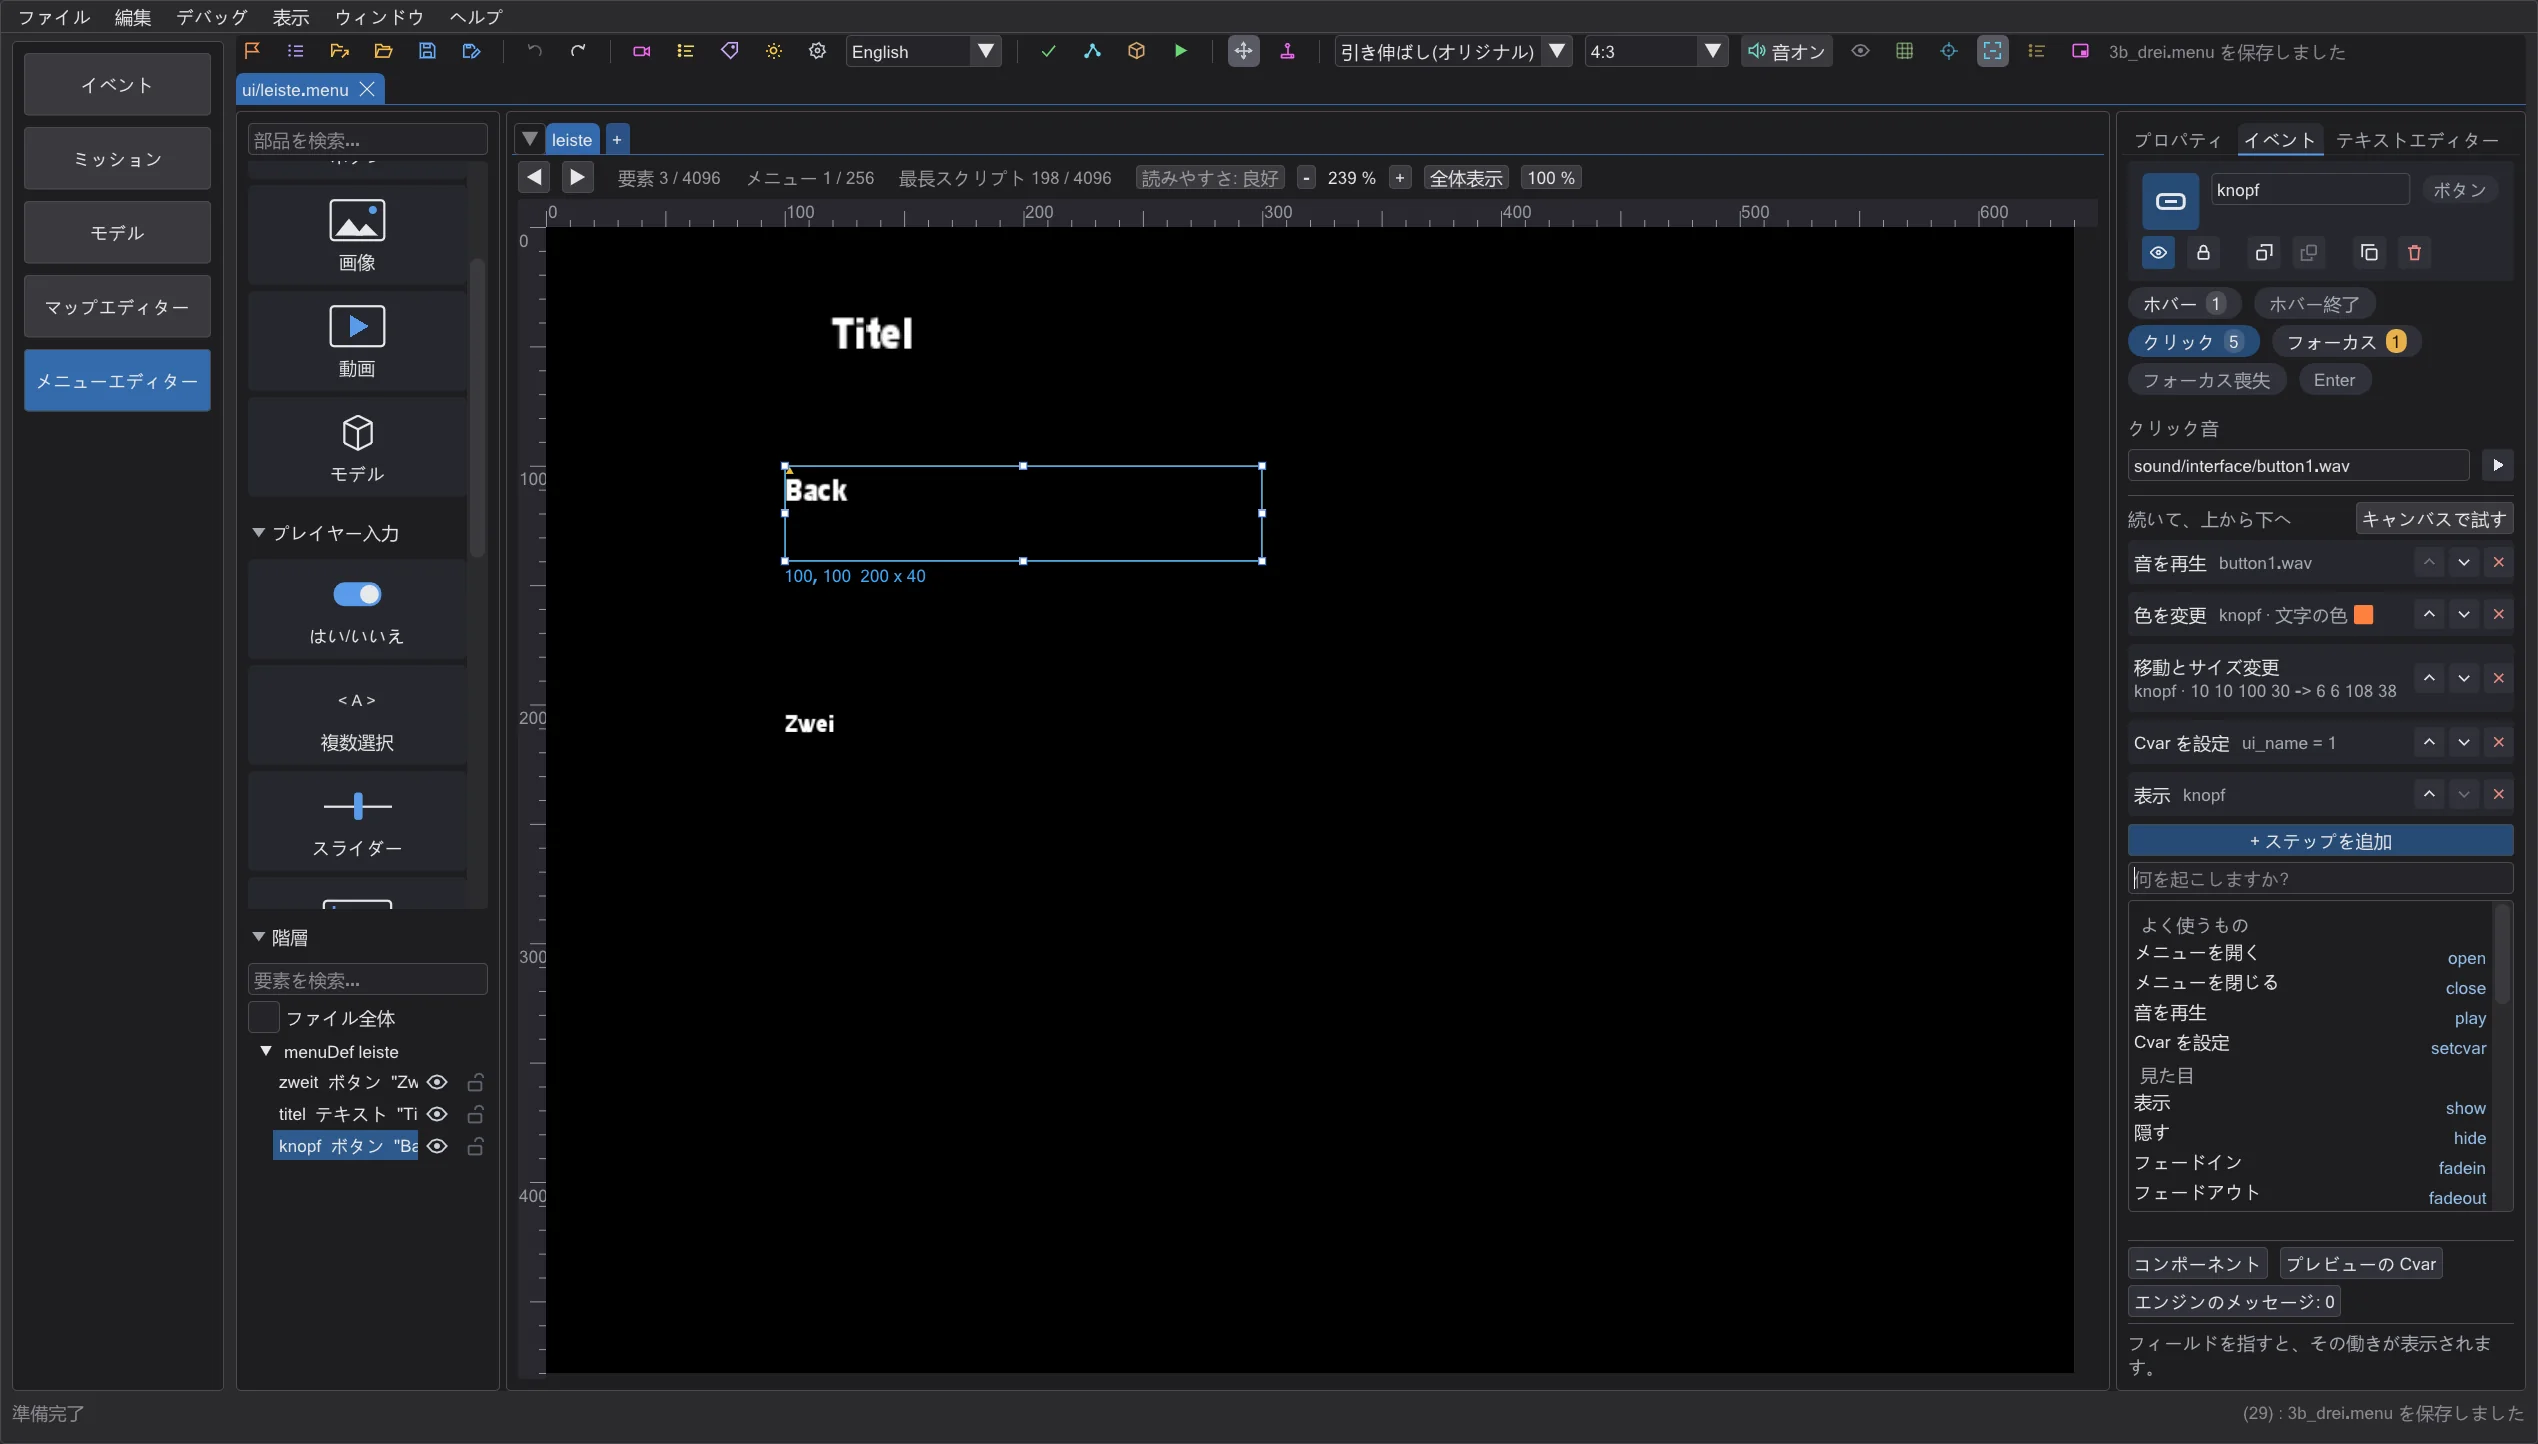 ファイル 編集 デバッグ 表示 ウィンドウ ヘルプ
English 引き伸ばし(オリジナル) 4:3 音オン 3b_drei.menu を保存しました
イベント
ミッション
モデル
マップエディター
メニューエディター
ui/leiste.menu
部品を検索...
画像
動画
モデル
プレイヤー入力
はい/いいえ
< A >
複数選択
スライダー
階層
要素を検索...
ファイル全体
menuDef leiste
zweit ボタン "Zw
titel テキスト "Ti
knopf ボタン "Ba
leiste +
要素 3 / 4096 メニュー 1 / 256 最長スクリプト 198 / 4096 読みやすさ: 良好 - 239 % + 全体表示 100 %
0 100 200 300 400 500 600
0
100
200
300
400
Titel
Back
100, 100 200 x 40
Zwei
プロパティ イベント テキストエディター
knopf ボタン
ホバー 1 ホバー終了
クリック 5 フォーカス 1
フォーカス喪失 Enter
クリック音
sound/interface/button1.wav
続いて、上から下へ キャンバスで試す
音を再生 button1.wav
色を変更 knopf · 文字の色
移動とサイズ変更
knopf · 10 10 100 30 -> 6 6 108 38
Cvar を設定 ui_name = 1
表示 knopf
+ ステップを追加
何を起こしますか?
よく使うもの
メニューを開く open
メニューを閉じる close
音を再生 play
Cvar を設定 setcvar
見た目
表示 show
隠す hide
フェードイン fadein
フェードアウト fadeout
コンポーネント プレビューの Cvar
エンジンのメッセージ: 0
フィールドを指すと、その働きが表示されま
す。
準備完了 (29) : 3b_drei.menu を保存しました